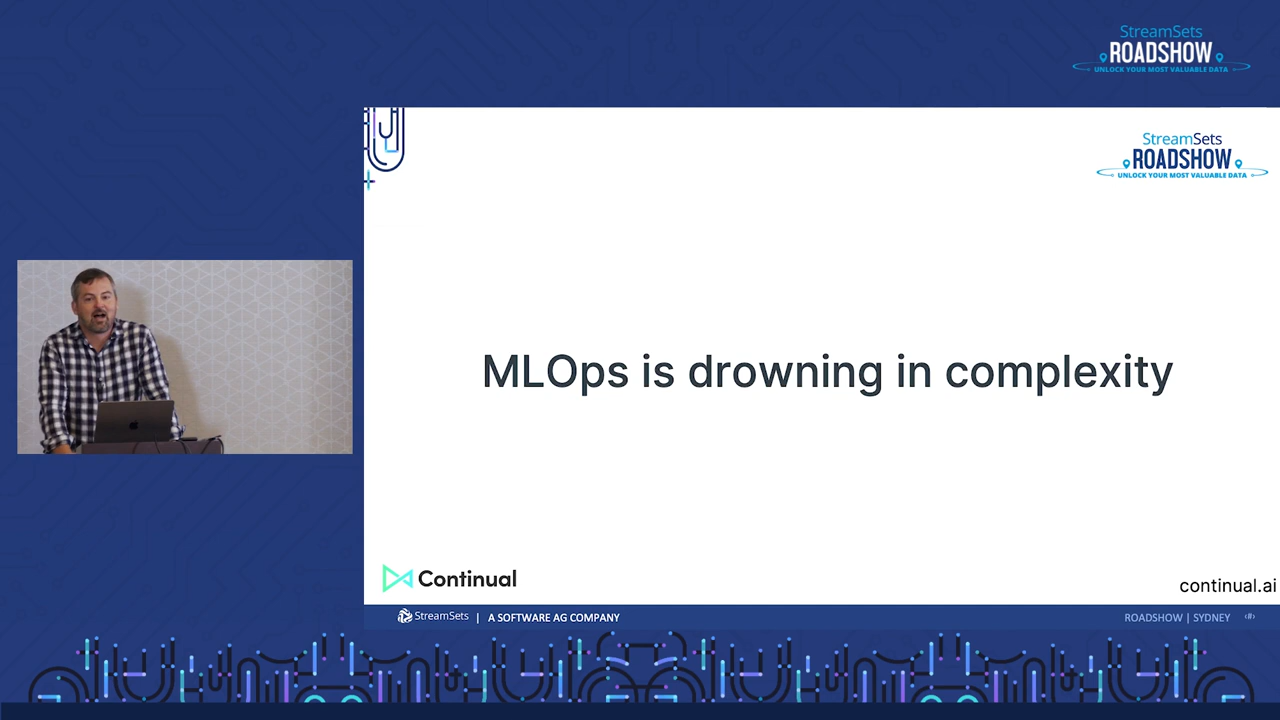 StreamSets
ROADSHOW
UNLOCK YOUR MOST VALUABLE DATA
StreamSets
ROADSHOW
UNLOCK YOUR MOST VALUABLE DATA
MLOps is drowning in complexity
Continual
continual.ai
StreamSets | A SOFTWARE AG COMPANY
ROADSHOW | SYDNEY ‹#›